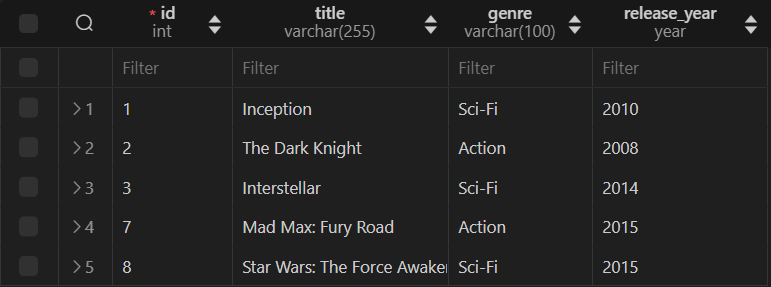 * id title genre release_year
int varchar(255) varchar(100) year
Filter Filter Filter Filter
1 1 Inception Sci-Fi 2010
2 2 The Dark Knight Action 2008
3 3 Interstellar Sci-Fi 2014
4 7 Mad Max: Fury Road Action 2015
5 8 Star Wars: The Force Awake Sci-Fi 2015